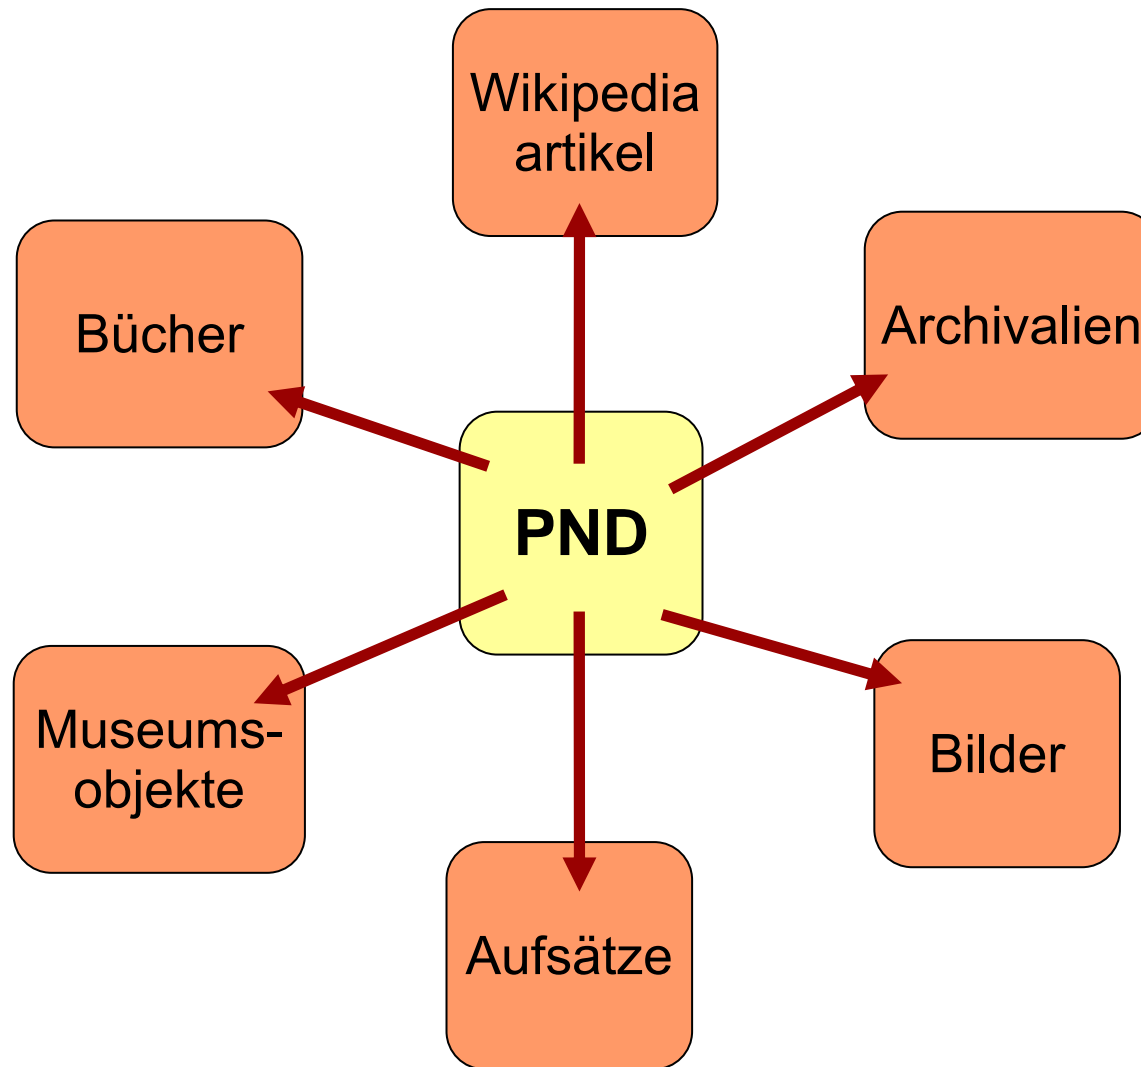 Wikipedia
artikel
Bücher
Archivalien
PND
Museums-
objekte
Bilder
Aufsätze